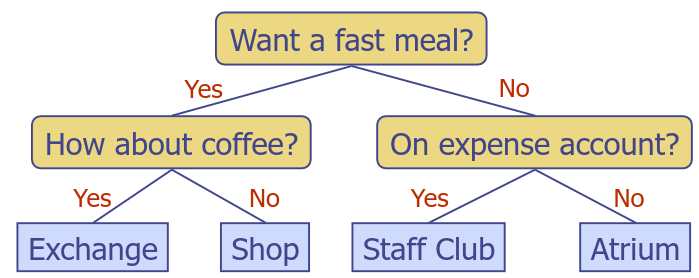 Want a fast meal?
Yes
No
How about coffee?
On expense account?
Yes
No
Yes
No
Exchange
Shop
Staff Club
Atrium